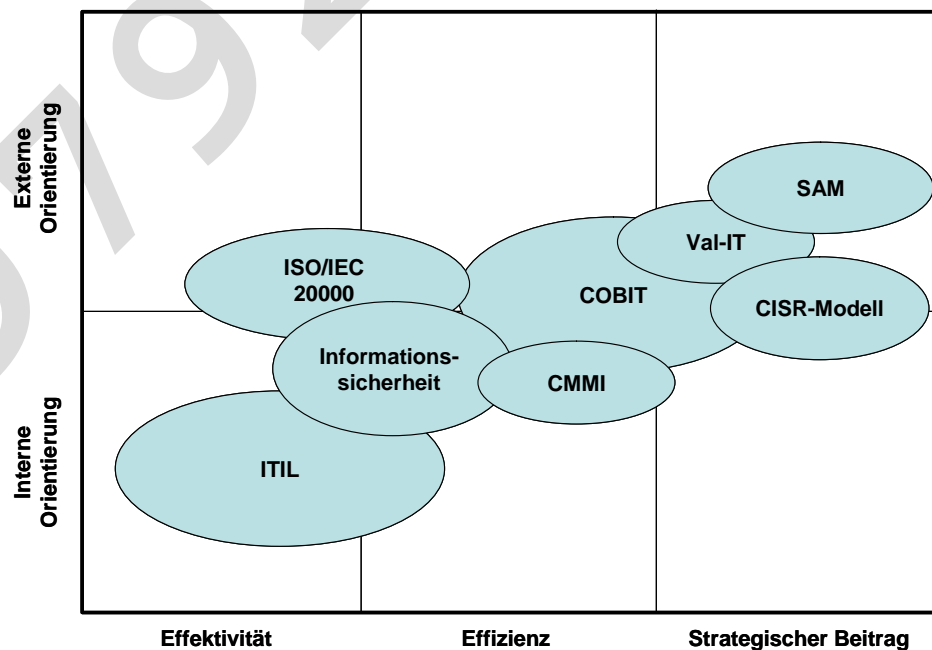 Externe
Orientierung
Interne
Orientierung
SAM
Val-IT
ISO/IEC
20000
COBIT
CISR-Modell
Informations-
sicherheit
CMMI
ITIL
Effektivität
Effizienz
Strategischer Beitrag
792